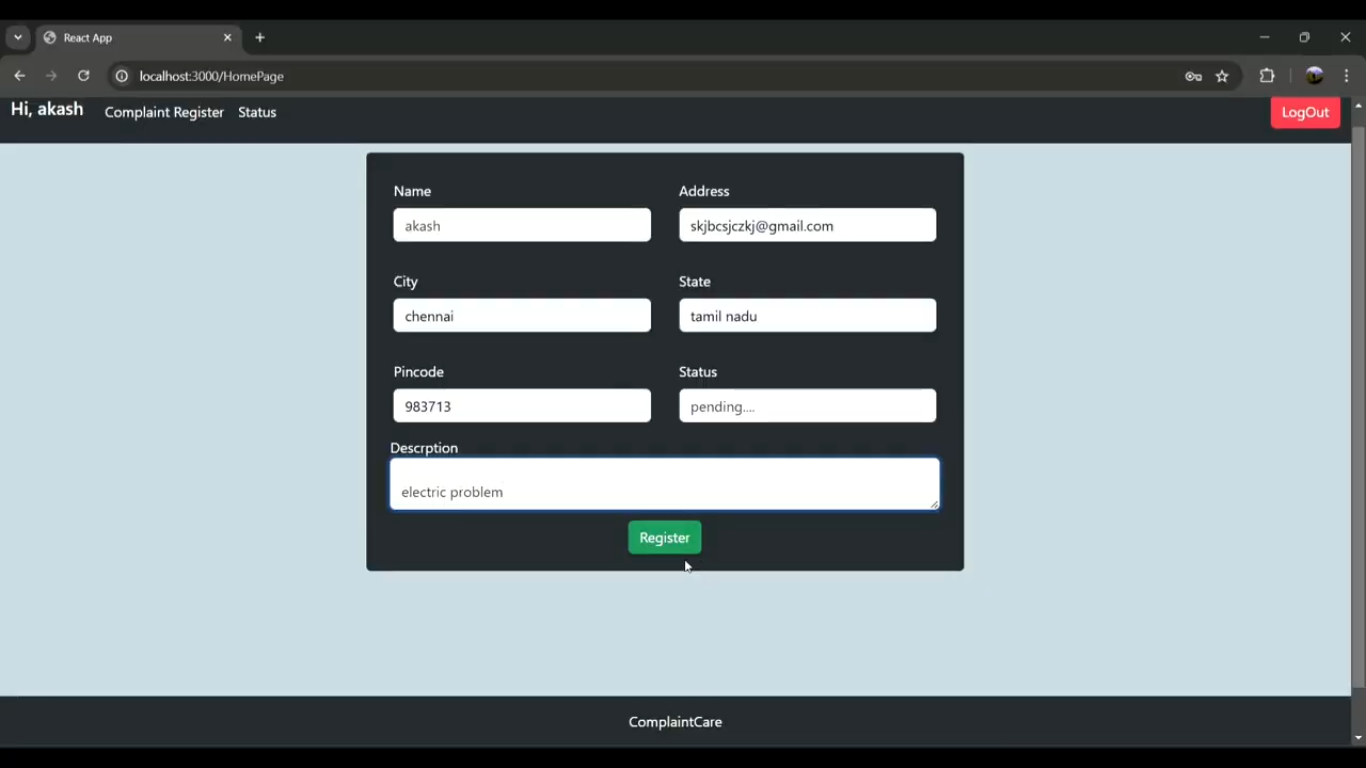 React App
localhost:3000/HomePage
Hi, akash Complaint Register Status LogOut
Name Address
akash skjbcsjczkj@gmail.com
City State
chennai tamil nadu
Pincode Status
983713 pending....
Descrption
electric problem
Register
ComplaintCare